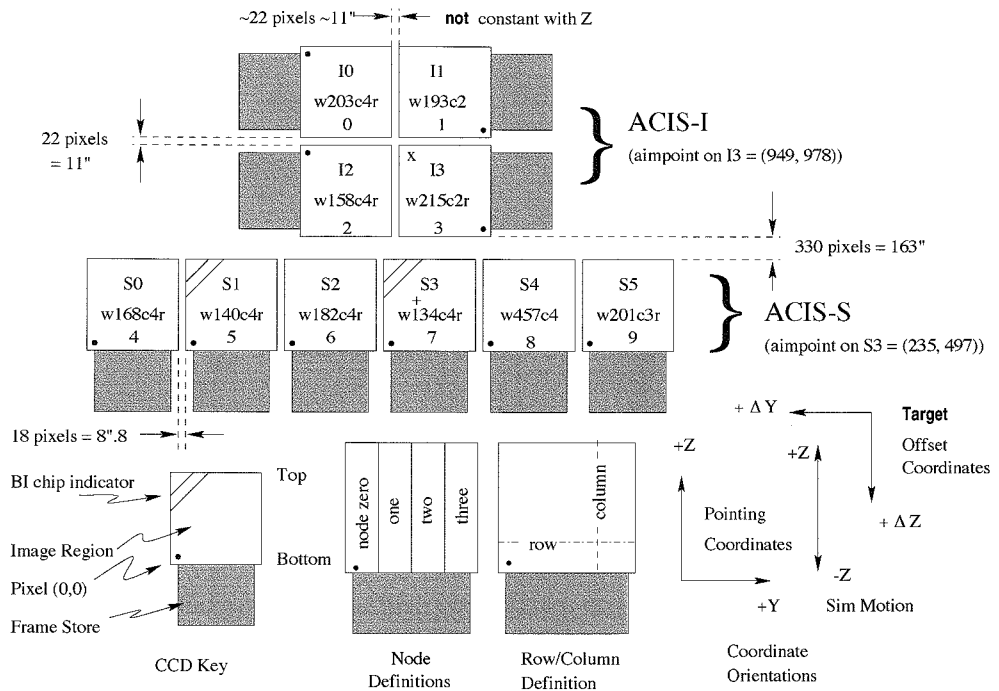 ~22 pixels ~11" not constant with Z
I0
w203c4r
0
I1
w193c2
1
22 pixels
= 11"
ACIS-I
(aimpoint on I3 = (949, 978))
I2
w158c4r
2
x
I3
w215c2r
3
330 pixels = 163"
S0
w168c4r
4
S1
w140c4r
5
S2
w182c4r
6
S3
+
w134c4r
7
S4
w457c4
8
S5
w201c3r
9
ACIS-S
(aimpoint on S3 = (235, 497))
18 pixels = 8".8
BI chip indicator
Image Region
Pixel (0,0)
Frame Store
Top
Bottom
CCD Key
node zero
one
two
three
Node
Definitions
column
row
Row/Column
Definition
+ Δ Y
Target
Offset
Coordinates
+ Δ Z
+Z
Pointing
Coordinates
+Y
+Z
-Z
Sim Motion
Coordinate
Orientations